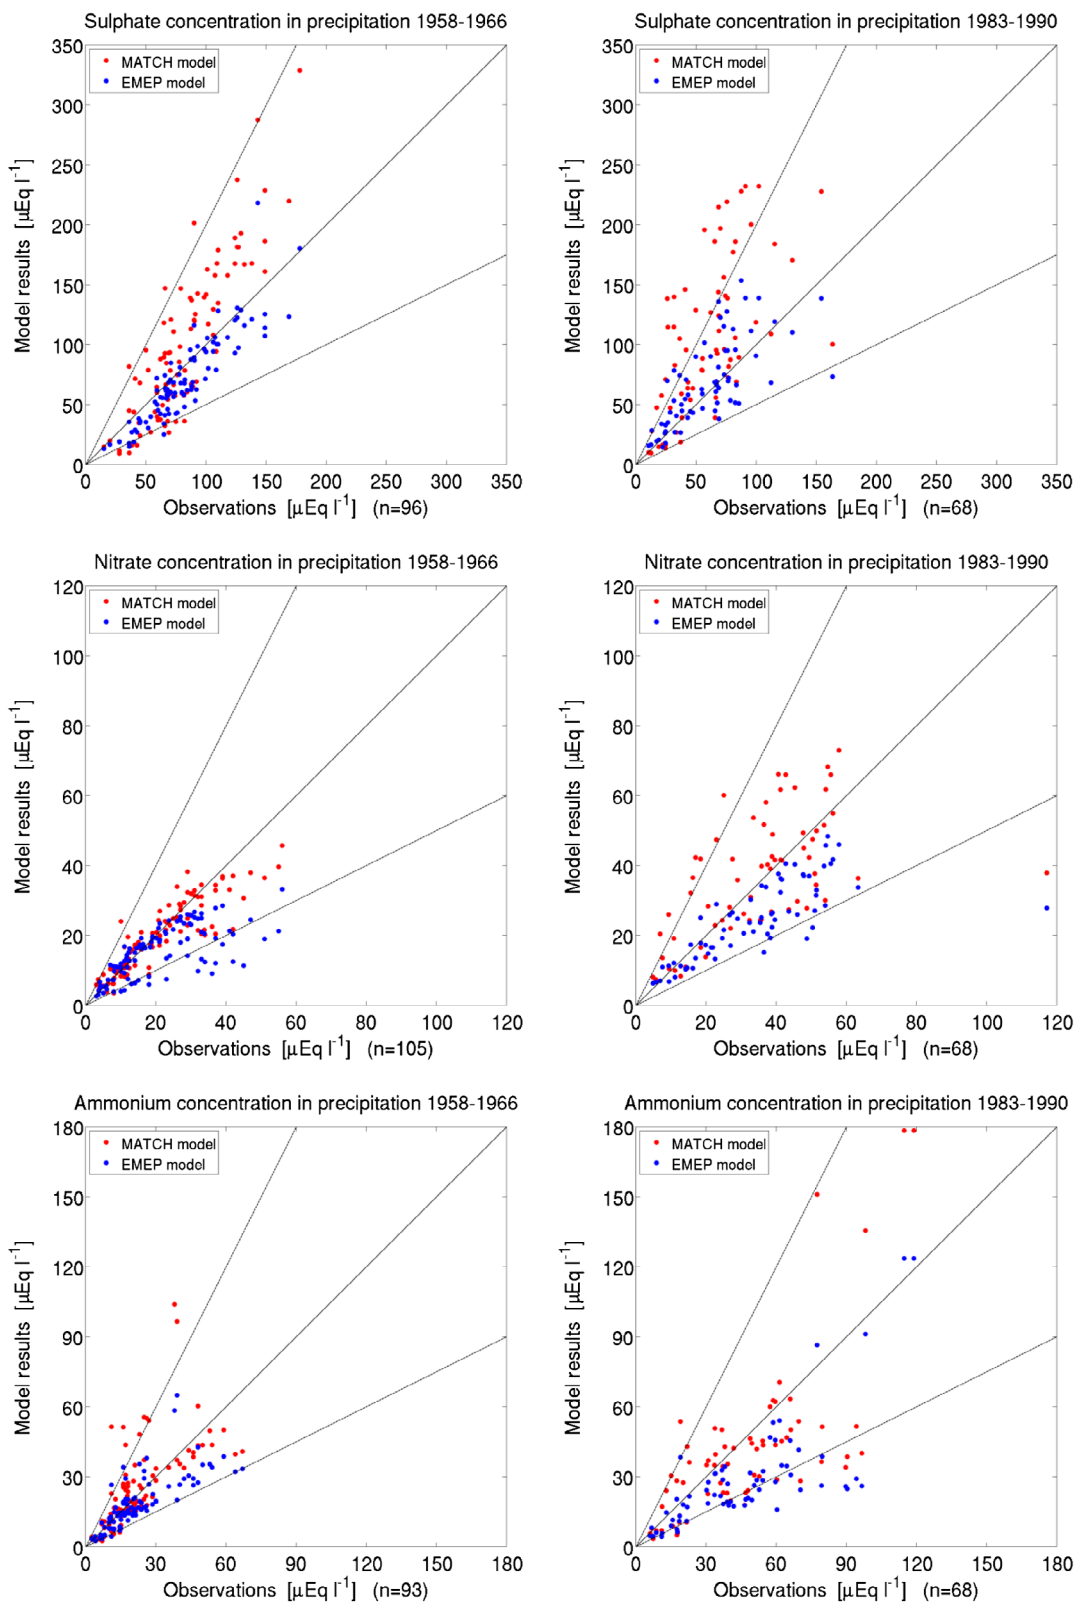 Sulphate concentration in precipitation 1958-1966
350
300
250
200
150
100
50
0
MATCH model
EMEP model
Model results [μEq l-1]
0 50 100 150 200 250 300 350
Observations [μEq l-1] (n=96)
Sulphate concentration in precipitation 1983-1990
350
300
250
200
150
100
50
0
MATCH model
EMEP model
Model results [μEq l-1]
0 50 100 150 200 250 300 350
Observations [μEq l-1] (n=68)
Nitrate concentration in precipitation 1958-1966
120
100
80
60
40
20
0
MATCH model
EMEP model
Model results [μEq l-1]
0 20 40 60 80 100 120
Observations [μEq l-1] (n=105)
Nitrate concentration in precipitation 1983-1990
120
100
80
60
40
20
0
MATCH model
EMEP model
Model results [μEq l-1]
0 20 40 60 80 100 120
Observations [μEq l-1] (n=68)
Ammonium concentration in precipitation 1958-1966
180
150
120
90
60
30
0
MATCH model
EMEP model
Model results [μEq l-1]
0 30 60 90 120 150 180
Observations [μEq l-1] (n=93)
Ammonium concentration in precipitation 1983-1990
180
150
120
90
60
30
0
MATCH model
EMEP model
Model results [μEq l-1]
0 30 60 90 120 150 180
Observations [μEq l-1] (n=68)